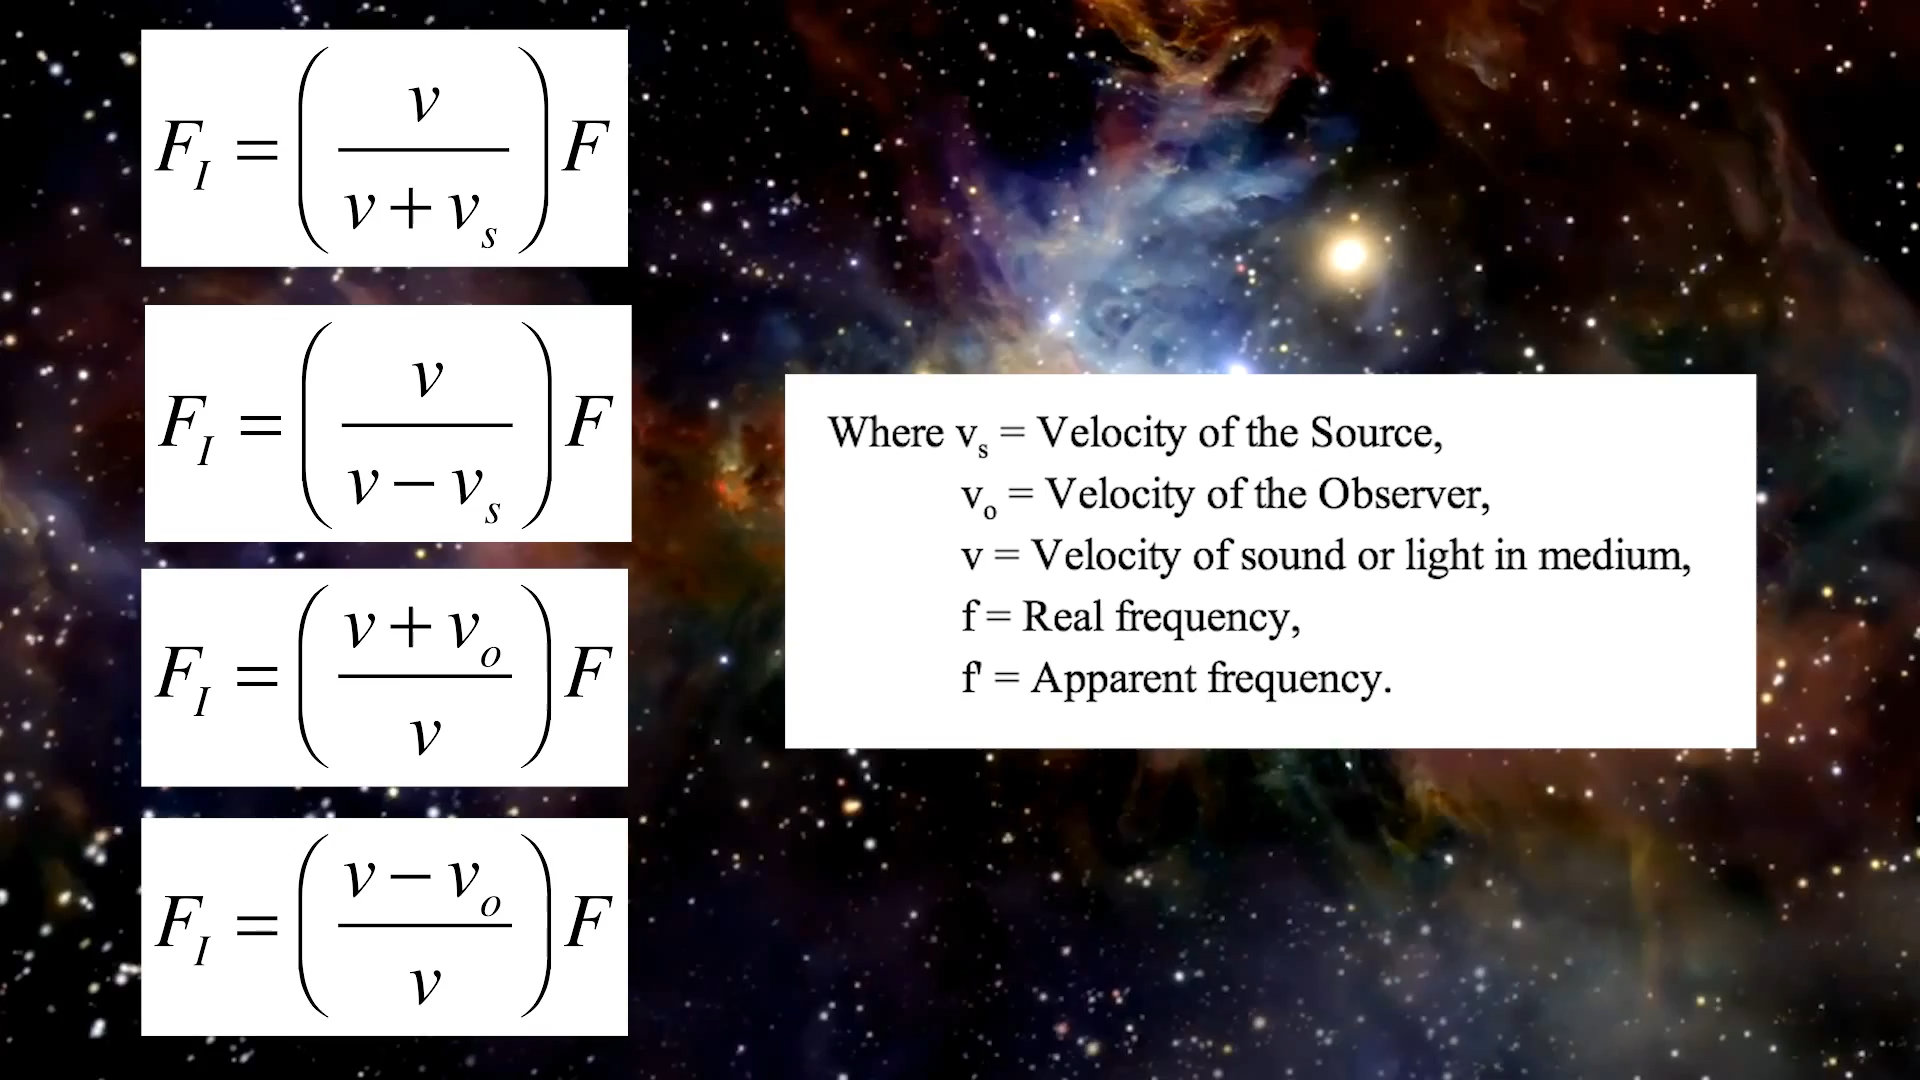 F_I = (v / (v + v_s)) F
F_I = (v / (v − v_s)) F
F_I = ((v + v_o) / v) F
F_I = ((v − v_o) / v) F
Where v_s = Velocity of the Source,
v_o = Velocity of the Observer,
v = Velocity of sound or light in medium,
f = Real frequency,
f' = Apparent frequency.